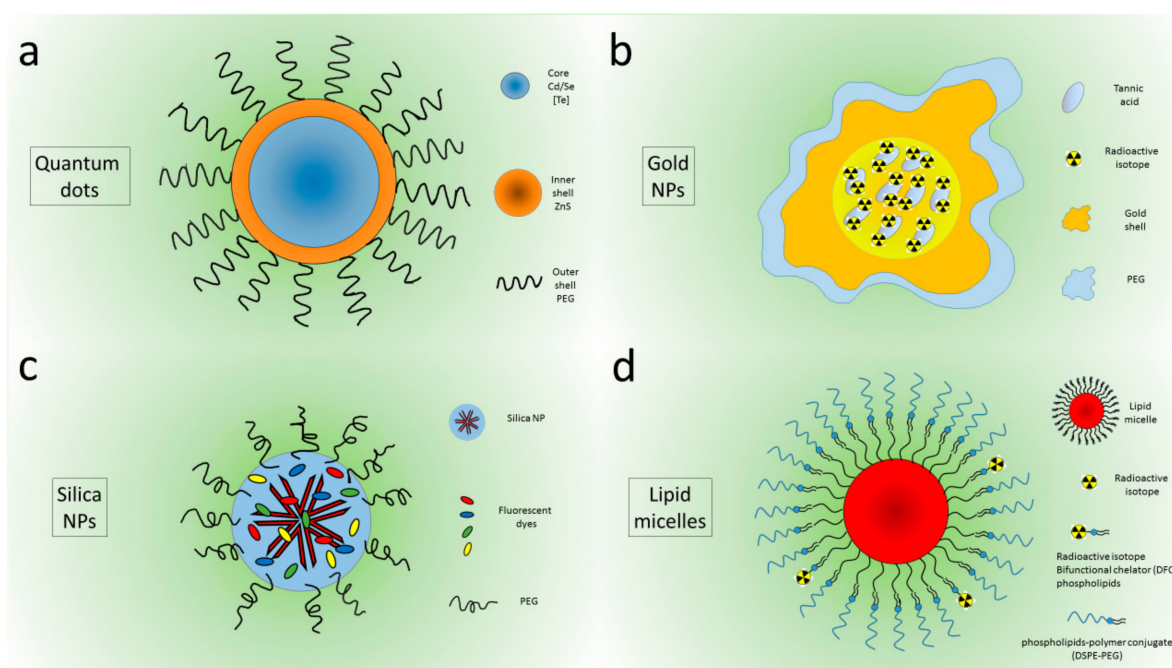 a
Quantum
dots
Core
Cd/Se
[Te]
Inner
shell
ZnS
Outer
shell
PEG
b
Gold
NPs
Tannic
acid
Radioactive
isotope
Gold
shell
PEG
c
Silica
NPs
Silica NP
Fluorescent
dyes
PEG
d
Lipid
micelles
Lipid
micelle
Radioactive
isotope
Radioactive isotope
Bifunctional chelator (DFO
phospholipids
phospholipids-polymer conjugate
(DSPE-PEG)